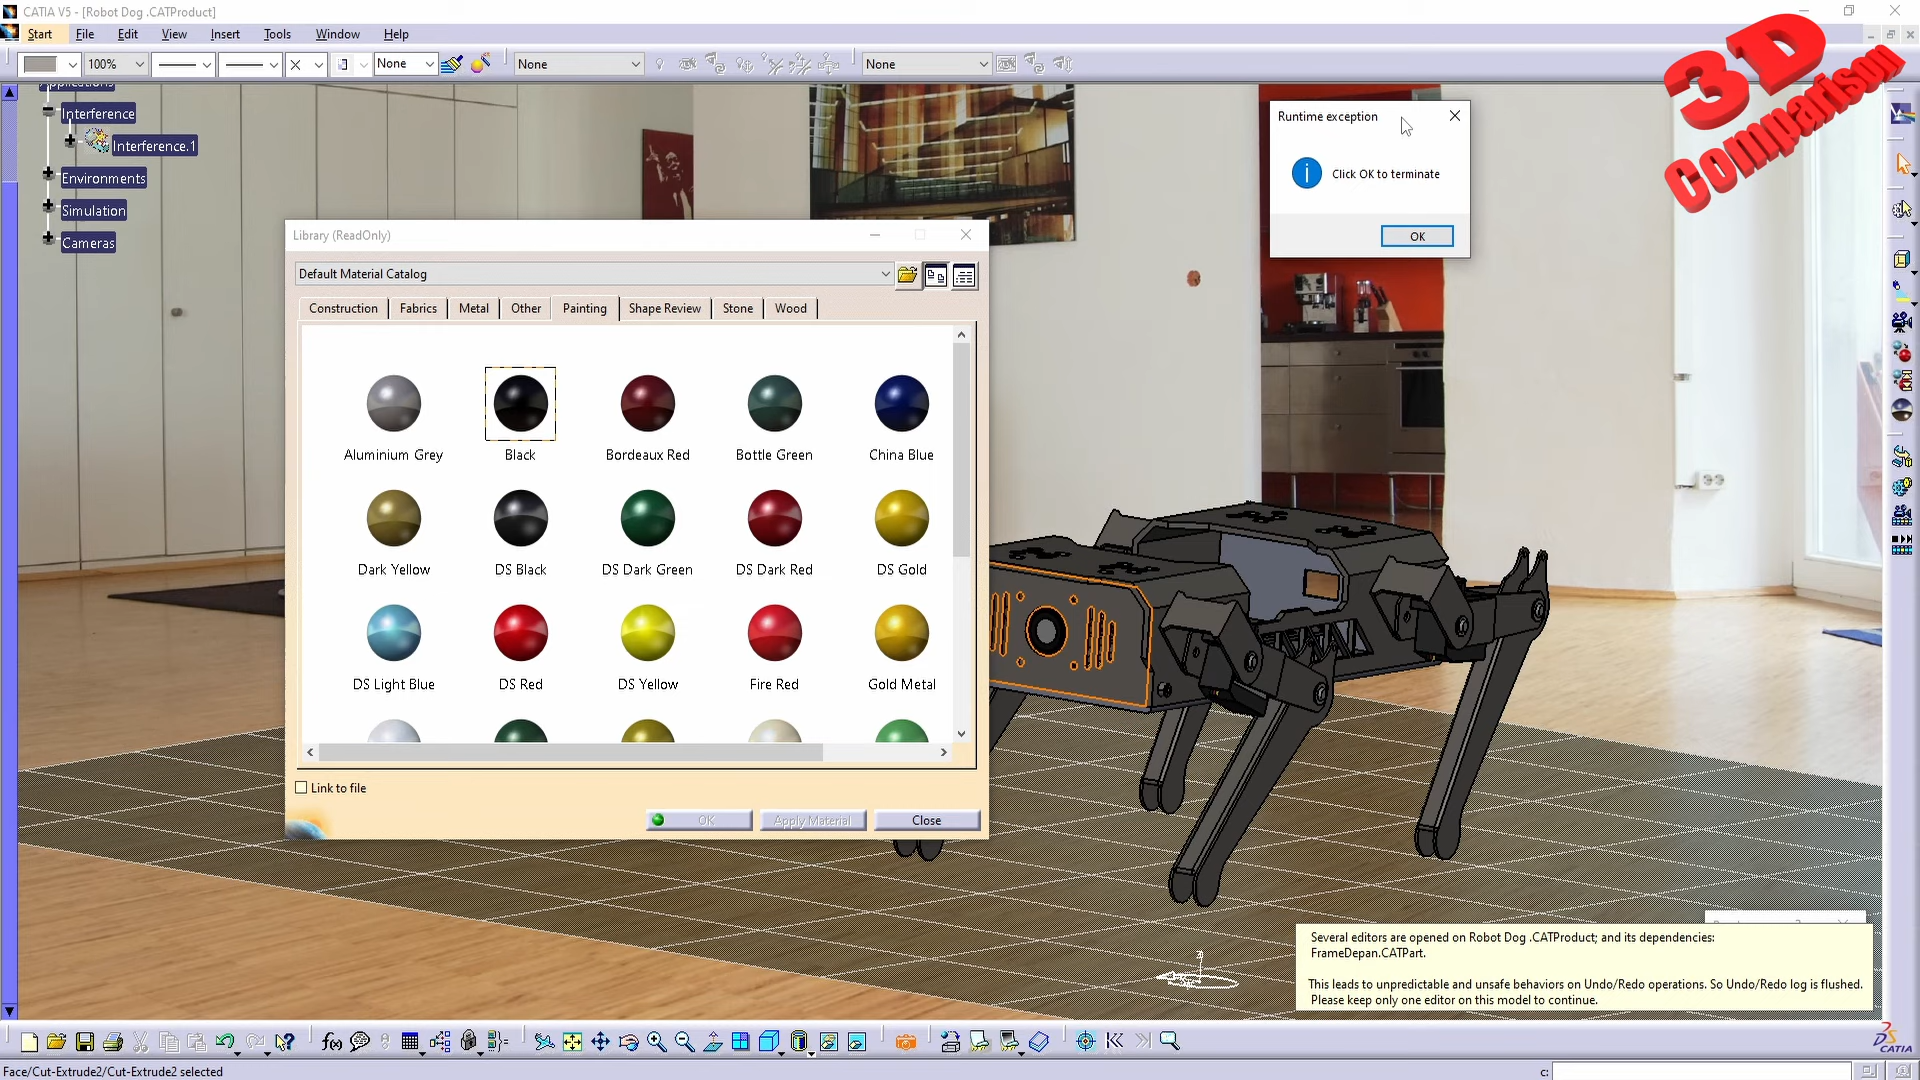 CATIA V5 - [Robot Dog .CATProduct]
Start File Edit View Insert Tools Window Help
100% None None None
Applications
Interference
Interference.1
Environments
Simulation
Cameras
3D
Comparison
Runtime exception
Click OK to terminate
OK
Library (ReadOnly)
Default Material Catalog
Construction Fabrics Metal Other Painting Shape Review Stone Wood
Aluminium Grey Black Bordeaux Red Bottle Green China Blue
Dark Yellow DS Black DS Dark Green DS Dark Red DS Gold
DS Light Blue DS Red DS Yellow Fire Red Gold Metal
Link to file
OK Apply Material Close
Several editors are opened on Robot Dog .CATProduct; and its dependencies:
FrameDepan.CATPart.
This leads to unpredictable and unsafe behaviors on Undo/Redo operations. So Undo/Redo log is flushed.
Please keep only one editor on this model to continue.
f(x)
CATIA
Face/Cut-Extrude2/Cut-Extrude2 selected
c: